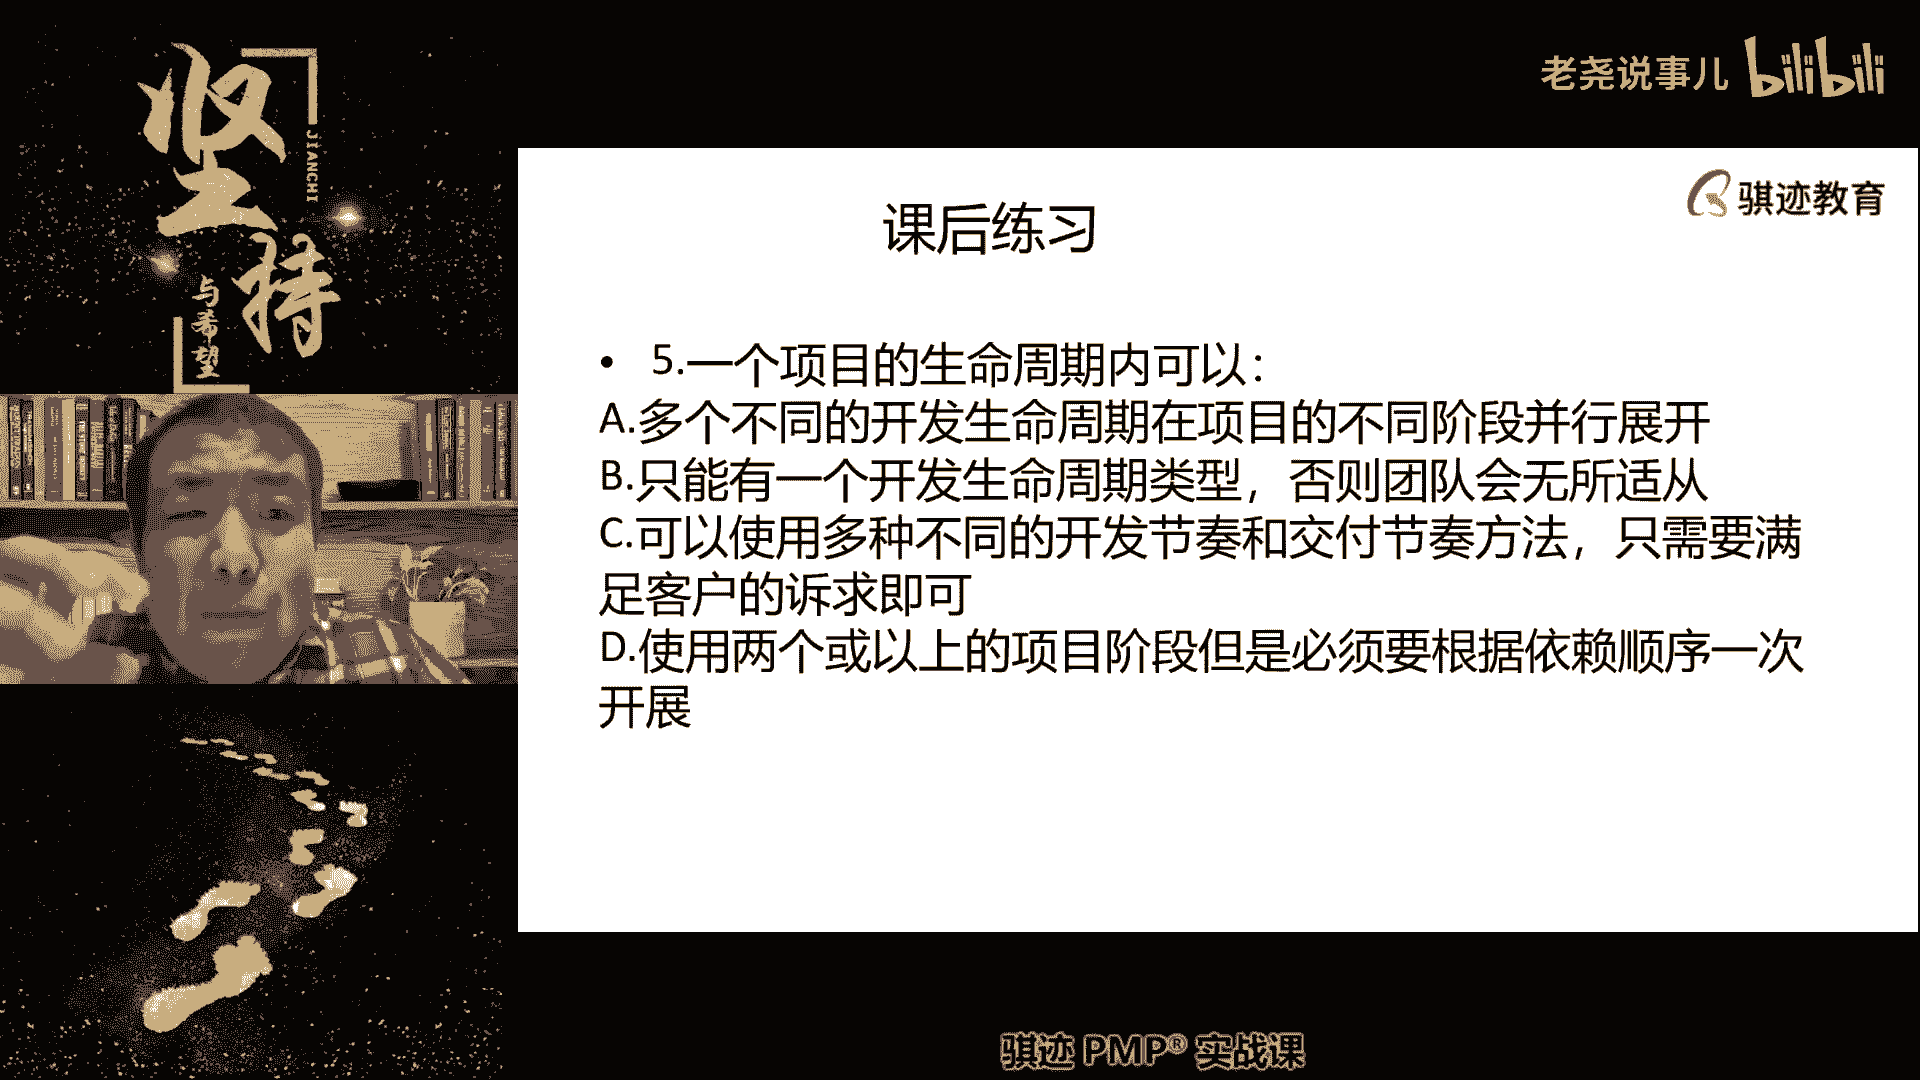 坚持
JIANCHI
与希望
老尧说事儿 bilibili
骐迹教育
课后练习
• 5.一个项目的生命周期内可以：
A.多个不同的开发生命周期在项目的不同阶段并行展开
B.只能有一个开发生命周期类型，否则团队会无所适从
C.可以使用多种不同的开发节奏和交付节奏方法，只需要满
足客户的诉求即可
D.使用两个或以上的项目阶段但是必须要根据依赖顺序一次
开展
骐迹 PMP® 实战课